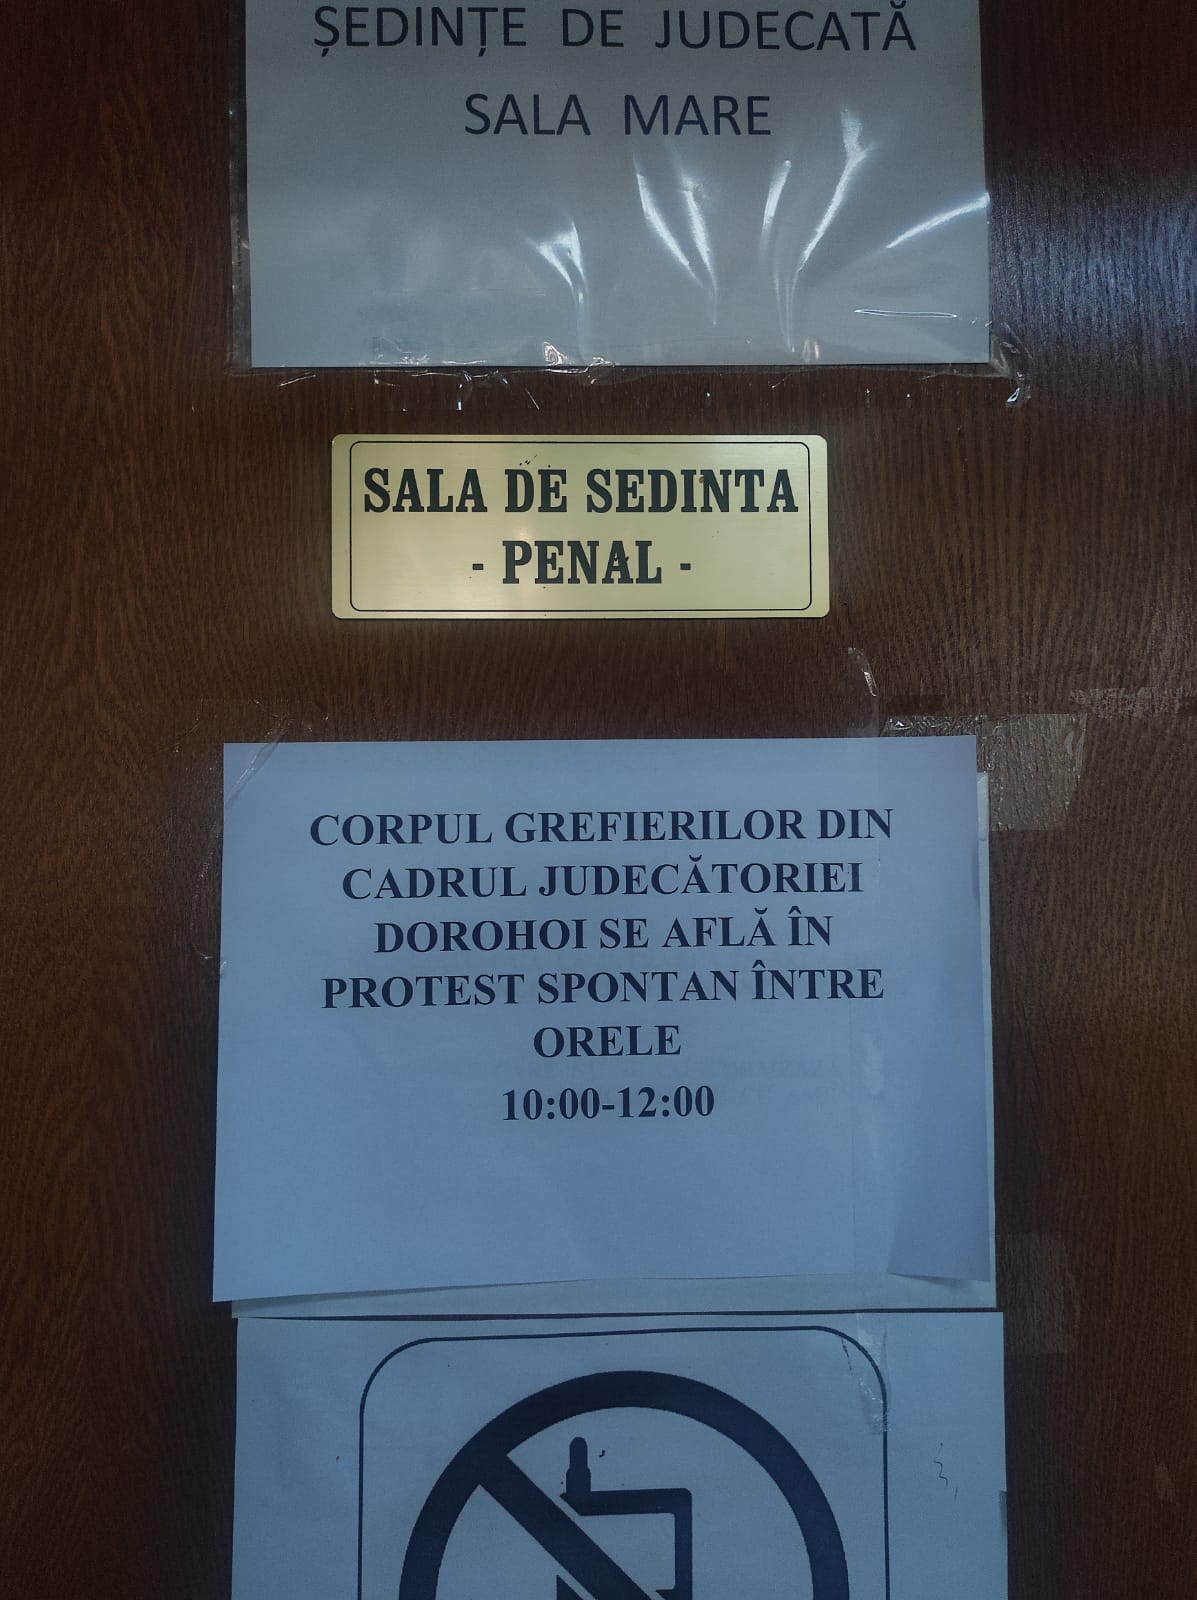 ȘEDINȚE DE JUDECATĂ
SALA MARE
SALA DE SEDINTA
- PENAL -
CORPUL GREFIERILOR DIN
CADRUL JUDECĂTORIEI
DOROHOI SE AFLĂ ÎN
PROTEST SPONTAN ÎNTRE
ORELE
10:00-12:00